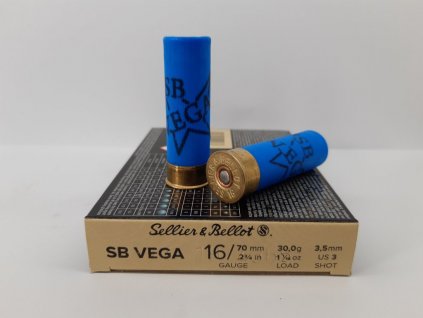 SB
VEGA
SB
Sellier & Bellot S
SB VEGA 16/ 70 mm 30,0g 3,5mm
2¾ in 1 1/16 oz US 3
GAUGE LOAD SHOT